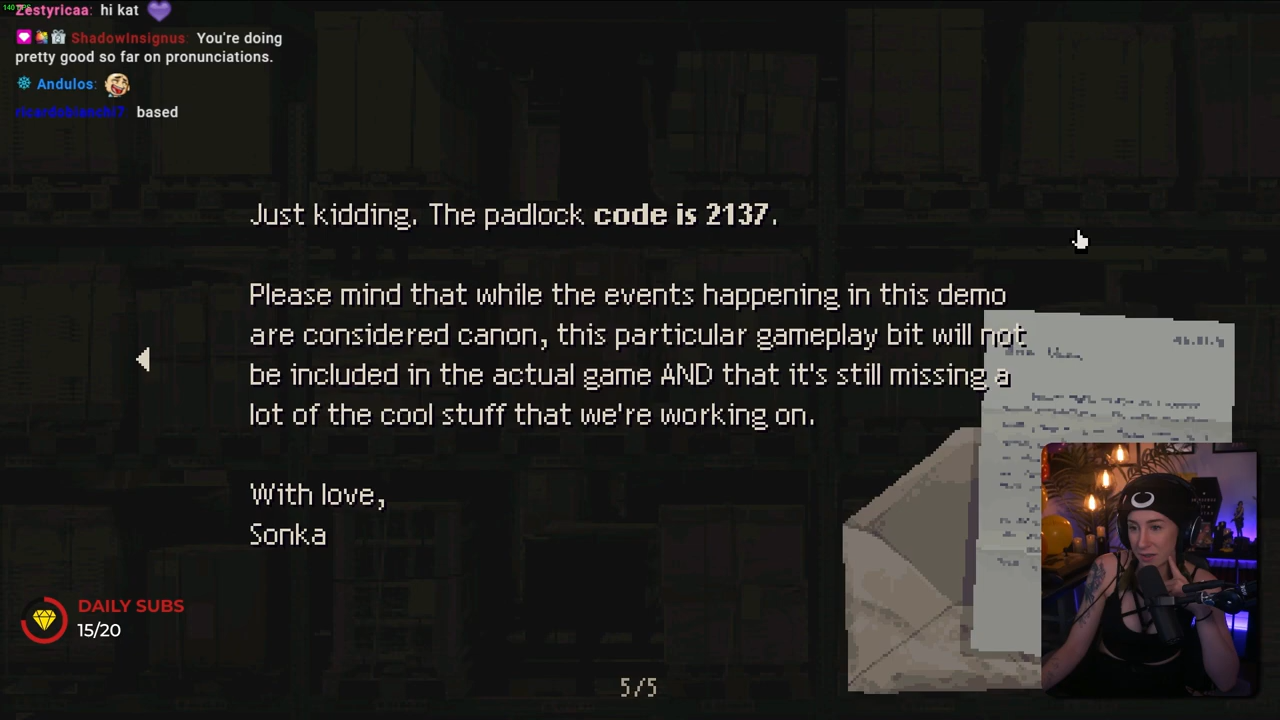 140 FPS
Zestyricaa: hi kat
ShadowInsignus: You're doing
pretty good so far on pronunciations.
Andulos:
ricardobianchi7 based
Just kidding. The padlock code is 2137.
Please mind that while the events happening in this demo
are considered canon, this particular gameplay bit will not
be included in the actual game AND that it's still missing a
lot of the cool stuff that we're working on.
With love,
Sonka
DAILY SUBS
15/20
5/5